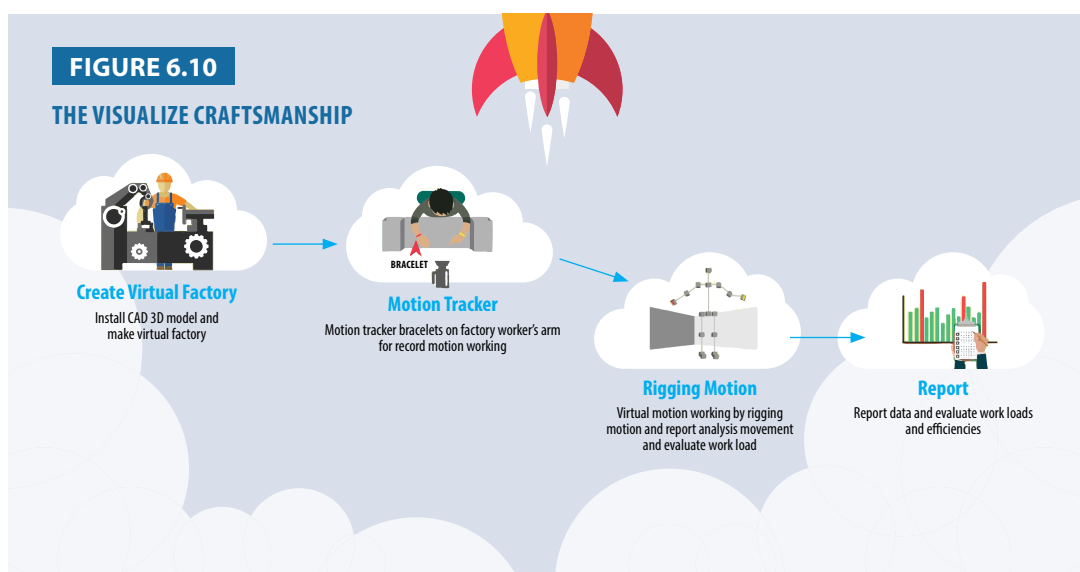 FIGURE 6.10
THE VISUALIZE CRAFTSMANSHIP
Create Virtual Factory
Install CAD 3D model and
make virtual factory
BRACELET
Motion Tracker
Motion tracker bracelets on factory worker's arm
for record motion working
Rigging Motion
Virtual motion working by rigging
motion and report analysis movement
and evaluate work load
Report
Report data and evaluate work loads
and efficiencies